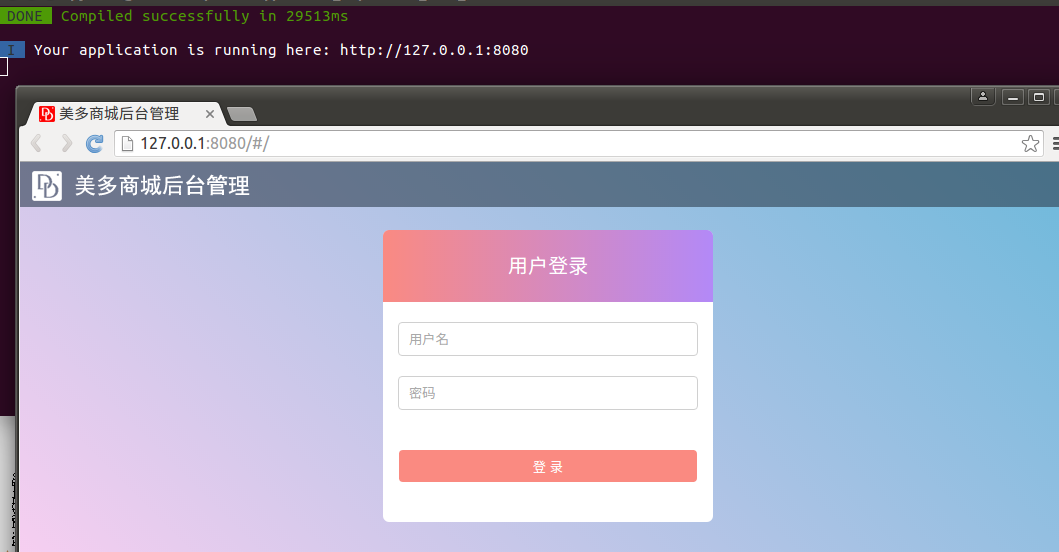 DONE Compiled successfully in 29513ms
I Your application is running here: http://127.0.0.1:8080
美多商城后台管理
127.0.0.1:8080/#/
美多商城后台管理
用户登录
用户名
密码
登 录